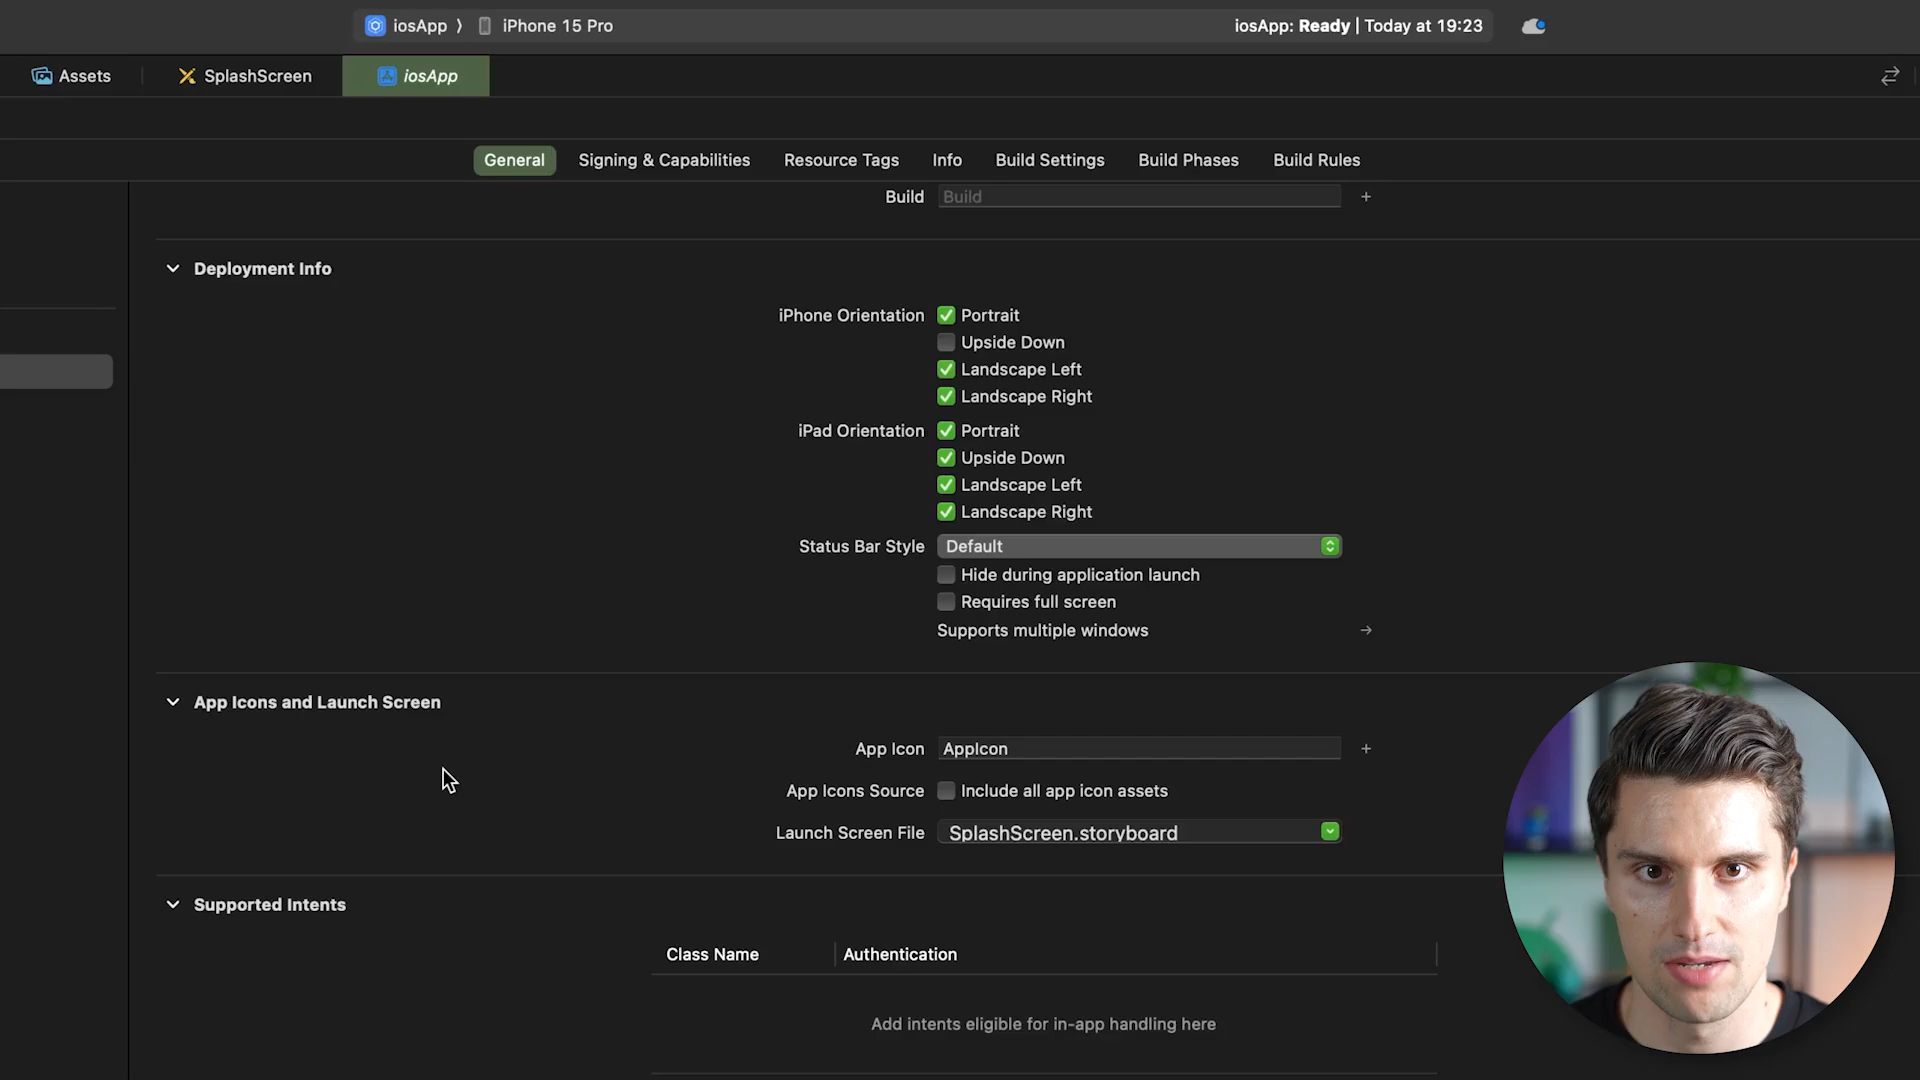 iosApp ⟩ iPhone 15 Pro
iosApp: Ready | Today at 19:23
Assets
SplashScreen
iosApp
General
Signing & Capabilities
Resource Tags
Info
Build Settings
Build Phases
Build Rules
Build Build
Deployment Info
iPhone Orientation Portrait
Upside Down
Landscape Left
Landscape Right
iPad Orientation Portrait
Upside Down
Landscape Left
Landscape Right
Status Bar Style Default
Hide during application launch
Requires full screen
Supports multiple windows
App Icons and Launch Screen
App Icon AppIcon
App Icons Source Include all app icon assets
Launch Screen File SplashScreen.storyboard
Supported Intents
Class Name Authentication
Add intents eligible for in-app handling here